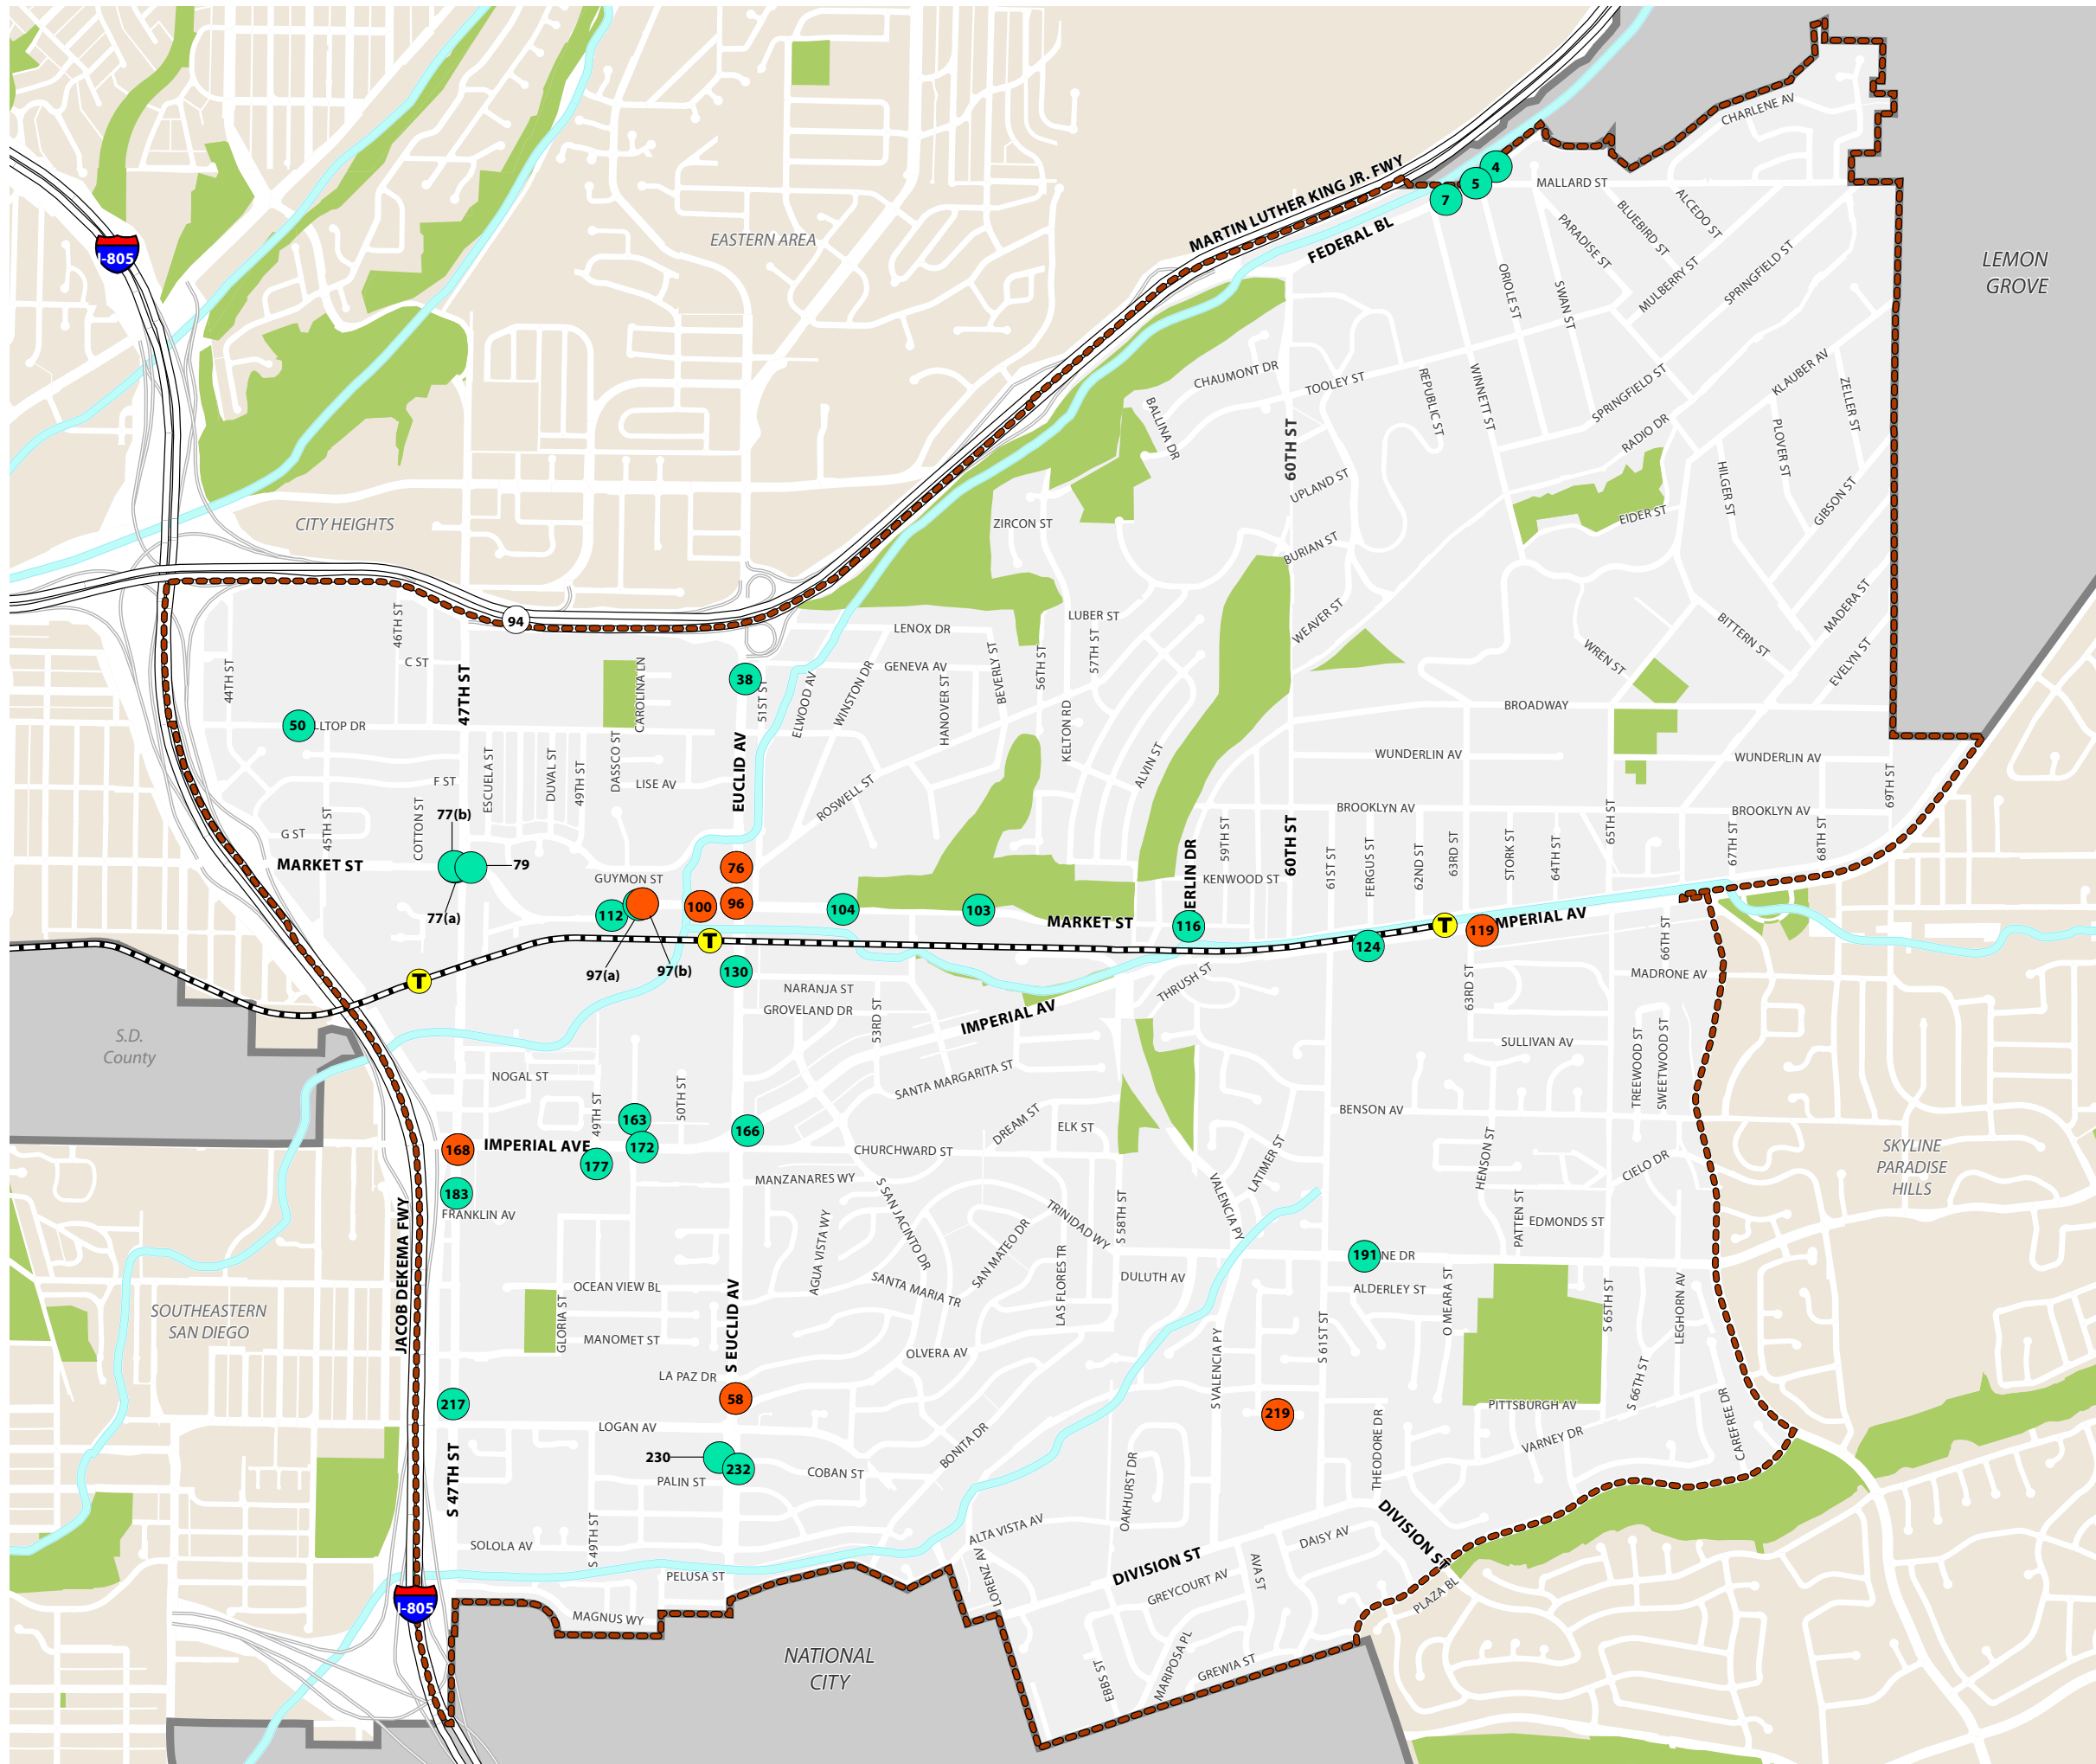 CHARLENE AV
MARTIN LUTHER KING JR. FWY
4
5
7
MALLARD ST
ALCEDO ST
BLUEBIRD ST
PARADISE ST
EASTERN AREA
FEDERAL BL
I-805
LEMON
GROVE
MULBERRY ST
SPRINGFIELD ST
ORIOLE ST
SWAN ST
CHAUMONT DR
TOOLEY ST
REPUBLIC ST
WINNETT ST
SPRINGFIELD ST
KLAUBER AV
ZELLER ST
BALLINA DR
RADIO DR
PLOVER ST
60TH ST
UPLAND ST
HILGER ST
GIBSON ST
CITY HEIGHTS
ZIRCON ST
EIDER ST
BURIAN ST
94
46TH ST
LENOX DR
LUBER ST
57TH ST
WEAVER ST
MADERA ST
BITTERN ST
WREN ST
EVELYN ST
C ST
44TH ST
47TH ST
CAROLINA LN
38
51ST ST
GENEVA AV
BEVERLY ST
56TH ST
ELWOOD AV
WINSTON DR
HANOVER ST
KELTON RD
BROADWAY
50
LLTOP DR
EUCLID AV
ESCUELA ST
DUVAL ST
49TH ST
DASSCO ST
LISE AV
F ST
ROSWELL ST
ALVIN ST
WUNDERLIN AV
WUNDERLIN AV
69TH ST
77(b)
COTTON ST
45TH ST
G ST
BROOKLYN AV
BROOKLYN AV
65TH ST
67TH ST
68TH ST
59TH ST
60TH ST
61ST ST
FERGUS ST
62ND ST
63RD ST
STORK ST
64TH ST
MARKET ST
79
76
GUYMON ST
KENWOOD ST
ERLIN DR
77(a)
112
100
96
104
103
MARKET ST
116
119
MPERIAL AV
66TH ST
T
T
T
124
97(a)
97(b)
130
NARANJA ST
GROVELAND DR
53RD ST
IMPERIAL AV
THRUSH ST
63RD ST
MADRONE AV
S.D.
County
SULLIVAN AV
TREEWOOD ST
SWEETWOOD ST
NOGAL ST
SANTA MARGARITA ST
49TH ST
50TH ST
163
166
DREAM ST
ELK ST
BENSON AV
168
IMPERIAL AVE
172
177
CHURCHWARD ST
LATIMER ST
HENSON ST
CIELO DR
SKYLINE
PARADISE
HILLS
183
FRANKLIN AV
MANZANARES WY
S SAN JACINTO DR
AGUA VISTA WY
SAN MATEO DR
TRINIDAD WY
S 58TH ST
VALENCIA PY
PATTEN ST
EDMONDS ST
JACOB DEKEMA FWY
191
NE DR
OCEAN VIEW BL
SANTA MARIA TR
LAS FLORES TR
DULUTH AV
ALDERLEY ST
O MEARA ST
S 65TH ST
LEGHORN AV
SOUTHEASTERN
SAN DIEGO
GLORIA ST
MANOMET ST
S EUCLID AV
OLVERA AV
S VALENCIA PY
S 61ST ST
LA PAZ DR
217
58
219
PITTSBURGH AV
S 66TH ST
CAREFREE DR
LOGAN AV
VARNEY DR
THEODORE DR
S 47TH ST
230
232
COBAN ST
BONITA DR
PALIN ST
OAKHURST DR
S 49TH ST
SOLOLA AV
ALTA VISTA AV
DAISY AV
DIVISION ST
DIVISION ST
PELUSA ST
LORENZ AV
GREYCOURT AV
AVA ST
PLAZA BL
I-805
MAGNUS WY
NATIONAL
CITY
EBBS ST
MARIPOSA PL
GREWIA ST